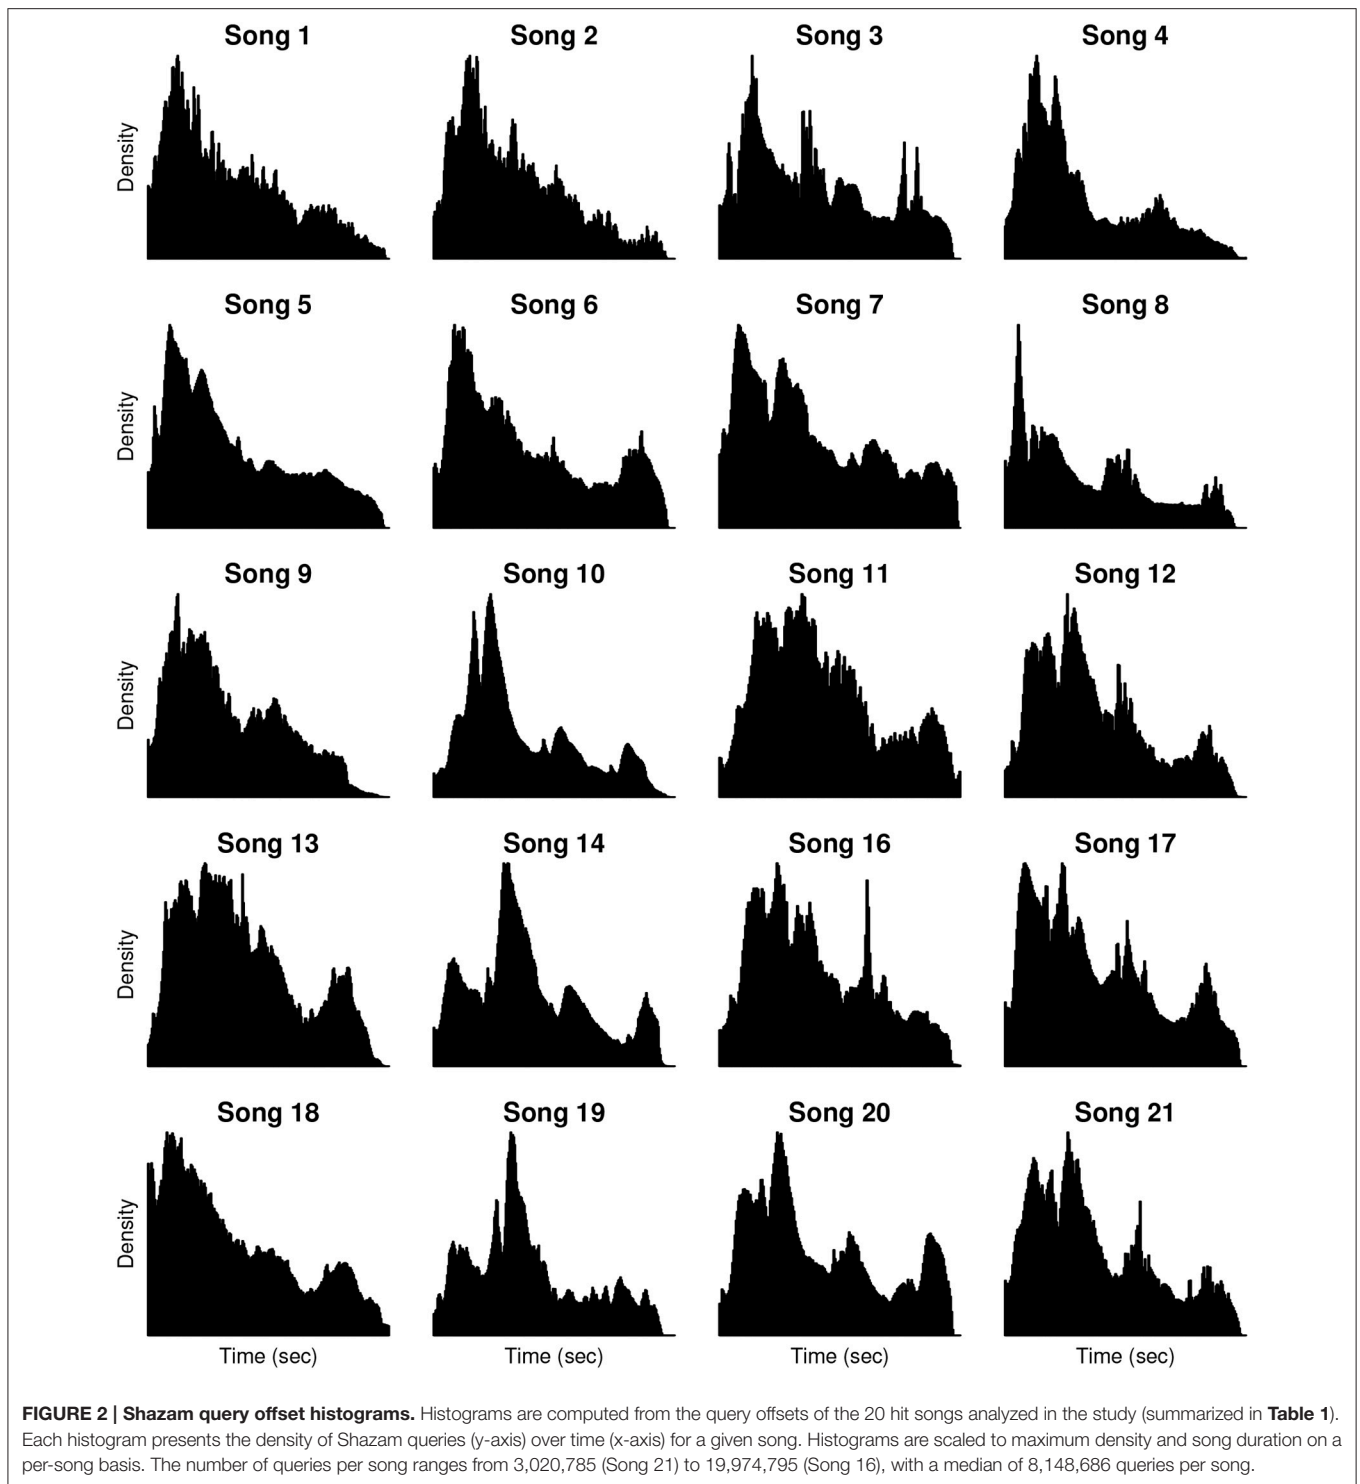 Song 1
Song 2
Song 3
Song 4
Density
Song 5
Song 6
Song 7
Song 8
Density
Song 9
Song 10
Song 11
Song 12
Density
Song 13
Song 14
Song 16
Song 17
Density
Song 18
Song 19
Song 20
Song 21
Density
Time (sec)
Time (sec)
Time (sec)
Time (sec)
FIGURE 2 | Shazam query offset histograms. Histograms are computed from the query offsets of the 20 hit songs analyzed in the study (summarized in Table 1).
Each histogram presents the density of Shazam queries (y-axis) over time (x-axis) for a given song. Histograms are scaled to maximum density and song duration on a
per-song basis. The number of queries per song ranges from 3,020,785 (Song 21) to 19,974,795 (Song 16), with a median of 8,148,686 queries per song.